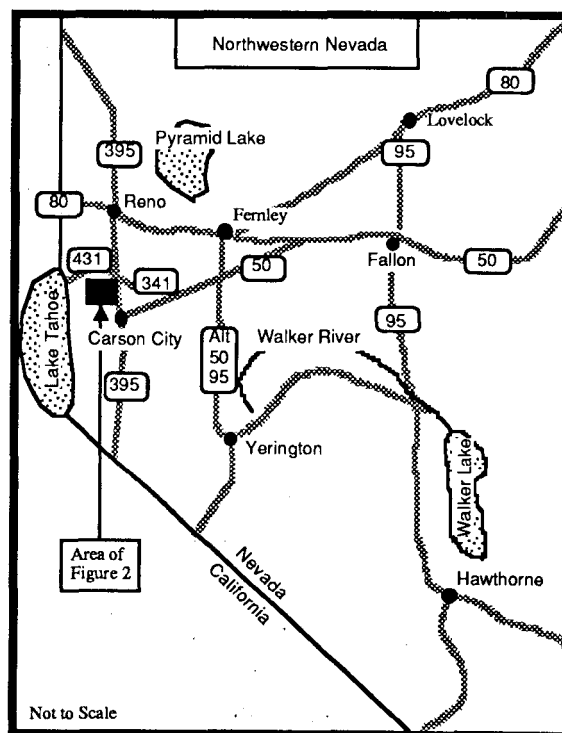 Northwestern Nevada
80
Lovelock
Pyramid Lake
395
95
80
Reno
Fernley
431
341
50
Fallon
50
Lake Tahoe
Carson City
Alt
50
95
Walker River
95
395
Yerington
Walker Lake
Area of
Figure 2
Nevada
California
Hawthorne
Not to Scale